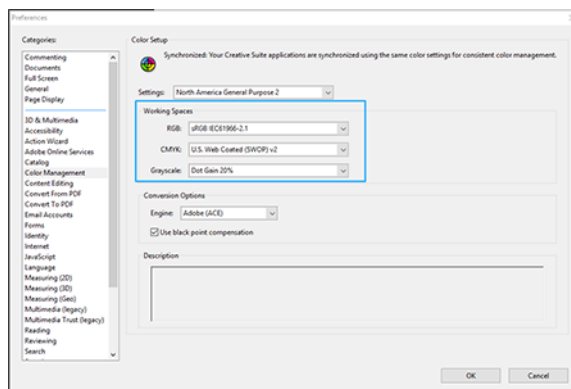 Preferences
Categories:
Commenting
Documents
Full Screen
General
Page Display
3D & Multimedia
Accessibility
Action Wizard
Adobe Online Services
Catalog
Color Management
Content Editing
Convert From PDF
Convert To PDF
Email Accounts
Forms
Identity
Internet
JavaScript
Language
Measuring (2D)
Measuring (3D)
Measuring (Geo)
Multimedia (legacy)
Multimedia Trust (legacy)
Reading
Reviewing
Search
Color Setup
Synchronized: Your Creative Suite applications are synchronized using the same color settings for consistent color management.
Settings: North America General Purpose 2
Working Spaces
RGB: sRGB IEC61966-2.1
CMYK: U.S. Web Coated (SWOP) v2
Grayscale: Dot Gain 20%
Conversion Options
Engine: Adobe (ACE)
Use black point compensation
Description
OK Cancel